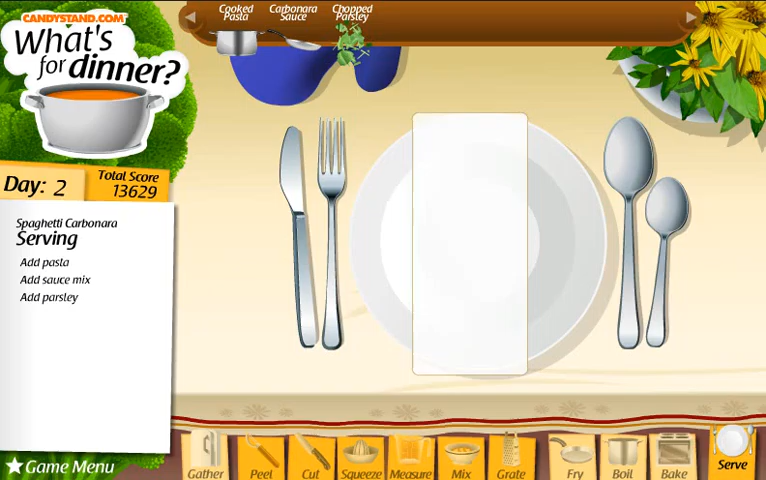 CANDYSTAND.COM
What's
for dinner?
Cooked
Pasta
Carbonara
Sauce
Chopped
Parsley
Day: 2
Total Score
13629
Spaghetti Carbonara
Serving
Add pasta
Add sauce mix
Add parsley
Game Menu
Gather
Peel
Cut
Squeeze
Measure
Mix
Grate
Fry
Boil
Bake
Serve